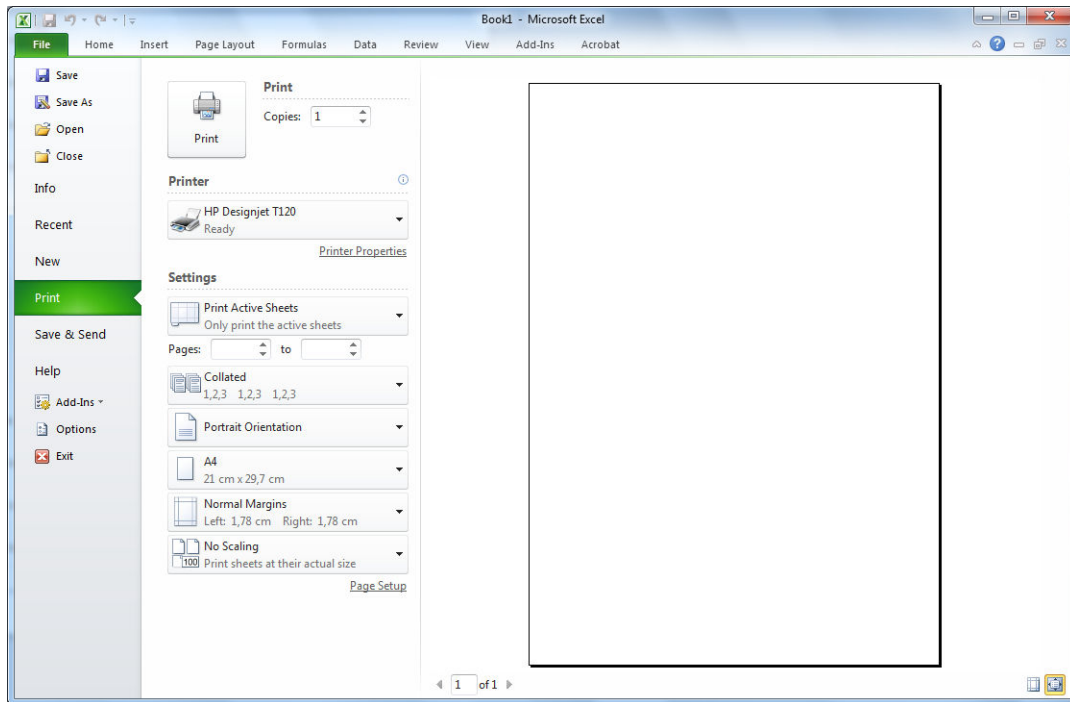 Book1 - Microsoft Excel
File Home Insert Page Layout Formulas Data Review View Add-Ins Acrobat
Save
Save As
Open
Close
Info
Recent
New
Print
Save & Send
Help
Add-Ins
Options
Exit
Print
Print
Copies: 1
Printer
HP Designjet T120
Ready
Printer Properties
Settings
Print Active Sheets
Only print the active sheets
Pages: to
Collated
1,2,3 1,2,3 1,2,3
Portrait Orientation
A4
21 cm x 29,7 cm
Normal Margins
Left: 1,78 cm Right: 1,78 cm
No Scaling
100 Print sheets at their actual size
Page Setup
1 of 1